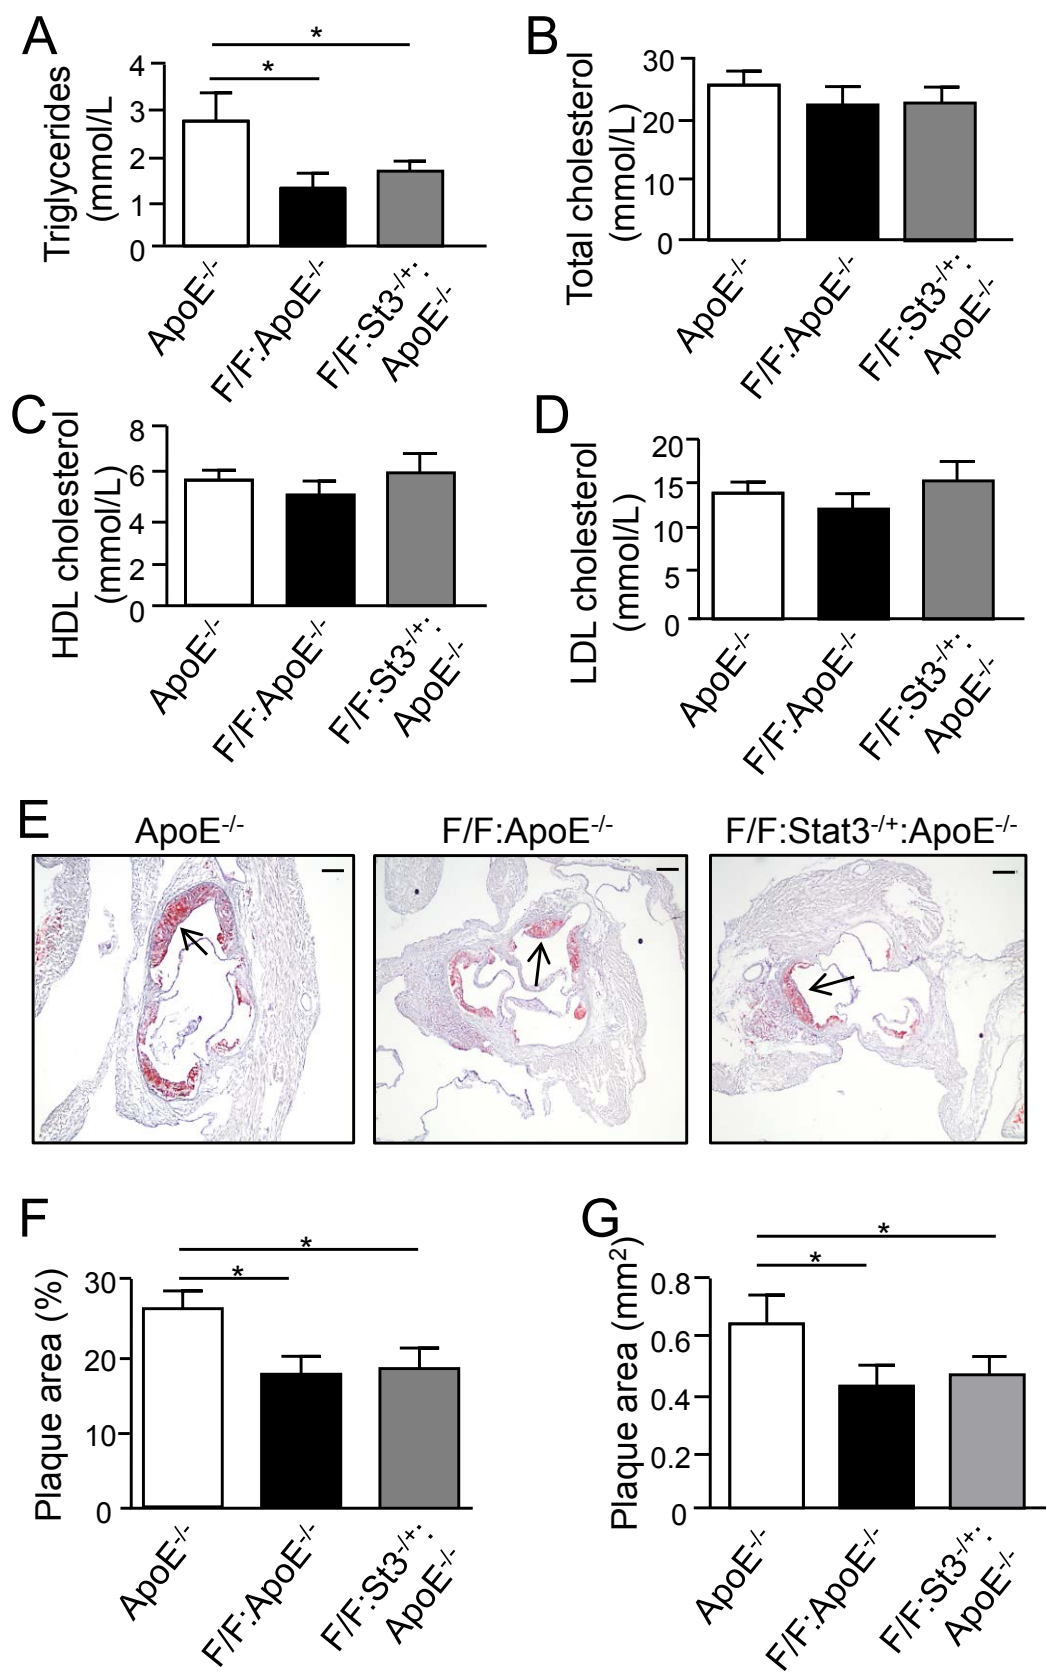 A
Triglycerides
(mmol/L
4
3
2
1
0
*
*
ApoE-/-
F/F:ApoE-/-
F/F:St3-/+:
ApoE-/-
B
Total cholesterol
(mmol/L)
30
20
10
0
ApoE-/-
F/F:ApoE-/-
F/F:St3-/+:
ApoE-/-
C
HDL cholesterol
(mmol/L)
8
6
4
2
0
ApoE-/-
F/F:ApoE-/-
F/F:St3-/+:
ApoE-/-
D
LDL cholesterol
(mmol/L)
20
15
10
5
0
ApoE-/-
F/F:ApoE-/-
F/F:St3-/+:
ApoE-/-
E
ApoE-/-
F/F:ApoE-/-
F/F:Stat3-/+:ApoE-/-
F
Plaque area (%)
30
20
10
0
*
*
ApoE-/-
F/F:ApoE-/-
F/F:St3-/+:
ApoE-/-
G
Plaque area (mm2)
0.8
0.6
0.4
0.2
0
*
*
ApoE-/-
F/F:ApoE-/-
F/F:St3-/+:
ApoE-/-